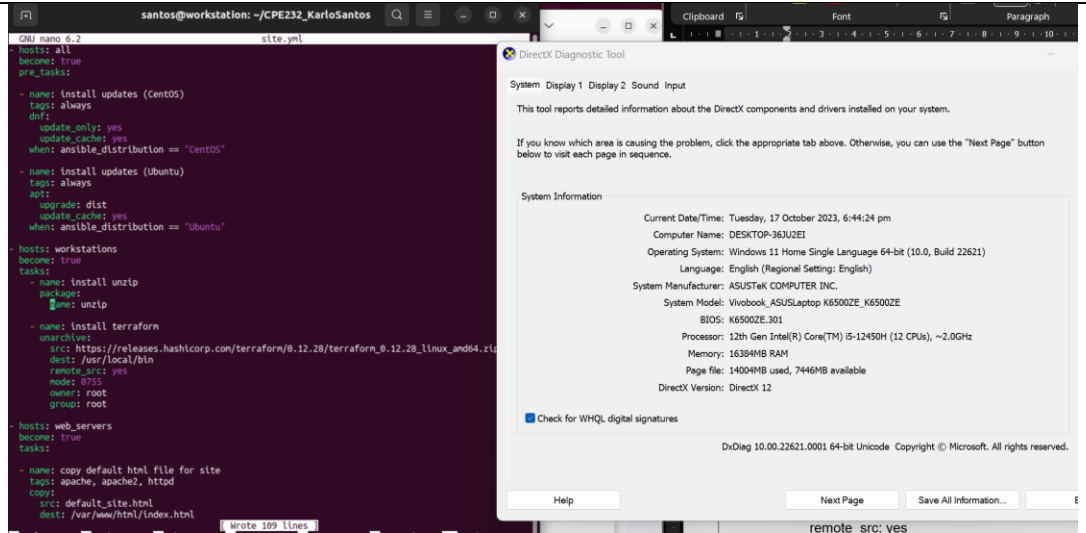 santos@workstation: ~/CPE232_KarloSantos
GNU nano 6.2 site.yml
- hosts: all
become: true
pre_tasks:
- name: install updates (CentOS)
tags: always
dnf:
update_only: yes
update_cache: yes
when: ansible_distribution == "CentOS"
- name: install updates (Ubuntu)
tags: always
apt:
upgrade: dist
update_cache: yes
when: ansible_distribution == "Ubuntu"
- hosts: workstations
become: true
tasks:
- name: install unzip
package:
name: unzip
- name: install terraform
unarchive:
src: https://releases.hashicorp.com/terraform/0.12.28/terraform_0.12.28_linux_amd64.zip
dest: /usr/local/bin
remote_src: yes
mode: 0755
owner: root
group: root
- hosts: web_servers
become: true
tasks:
- name: copy default html file for site
tags: apache, apache2, httpd
copy:
src: default_site.html
dest: /var/www/html/index.html
[ Wrote 109 lines ]
Clipboard Font Paragraph
1 1 2 3 4 5 6 7 8 9 10
DirectX Diagnostic Tool
System Display 1 Display 2 Sound Input
This tool reports detailed information about the DirectX components and drivers installed on your system.
If you know which area is causing the problem, click the appropriate tab above. Otherwise, you can use the "Next Page" button
below to visit each page in sequence.
System Information
Current Date/Time: Tuesday, 17 October 2023, 6:44:24 pm
Computer Name: DESKTOP-36JU2EI
Operating System: Windows 11 Home Single Language 64-bit (10.0, Build 22621)
Language: English (Regional Setting: English)
System Manufacturer: ASUSTeK COMPUTER INC.
System Model: Vivobook_ASUSLaptop K6500ZE_K6500ZE
BIOS: K6500ZE.301
Processor: 12th Gen Intel(R) Core(TM) i5-12450H (12 CPUs), ~2.0GHz
Memory: 16384MB RAM
Page file: 14004MB used, 7446MB available
DirectX Version: DirectX 12
Check for WHQL digital signatures
DxDiag 10.00.22621.0001 64-bit Unicode Copyright © Microsoft. All rights reserved.
Help Next Page Save All Information...
remote_src: yes